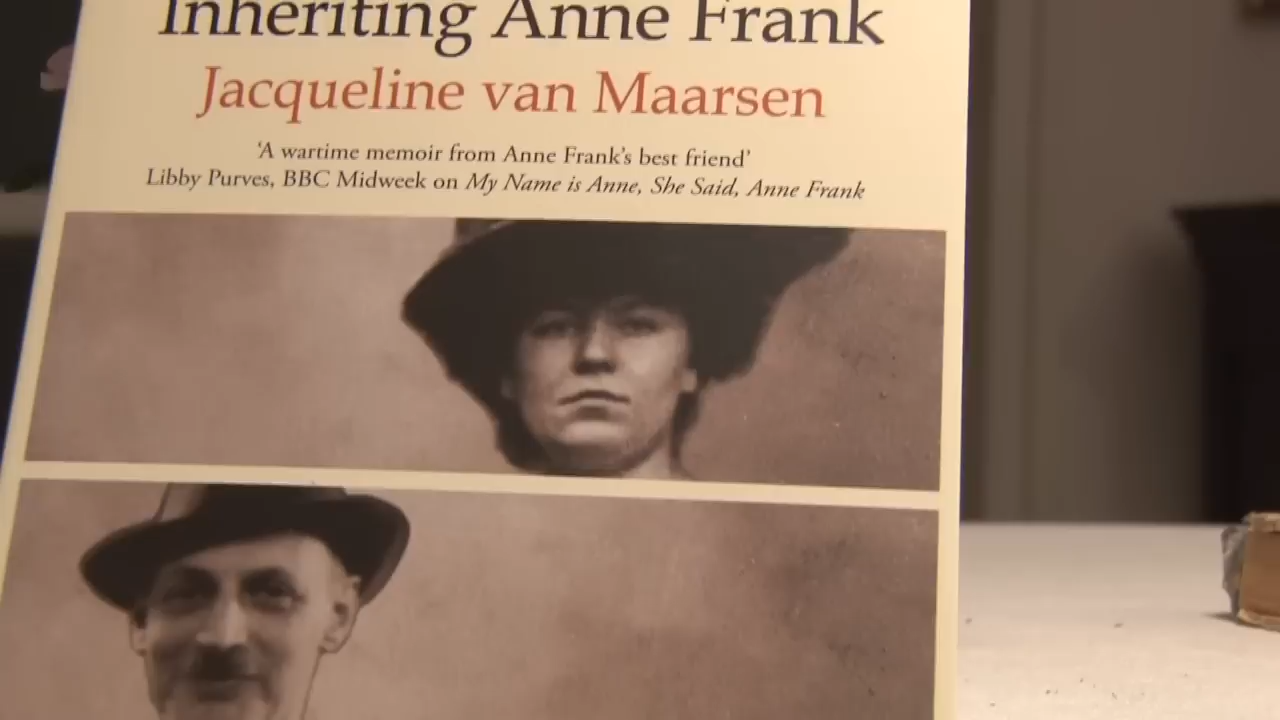 Inheriting Anne Frank
Jacqueline van Maarsen
‘A wartime memoir from Anne Frank’s best friend’
Libby Purves, BBC Midweek on My Name is Anne, She Said, Anne Frank